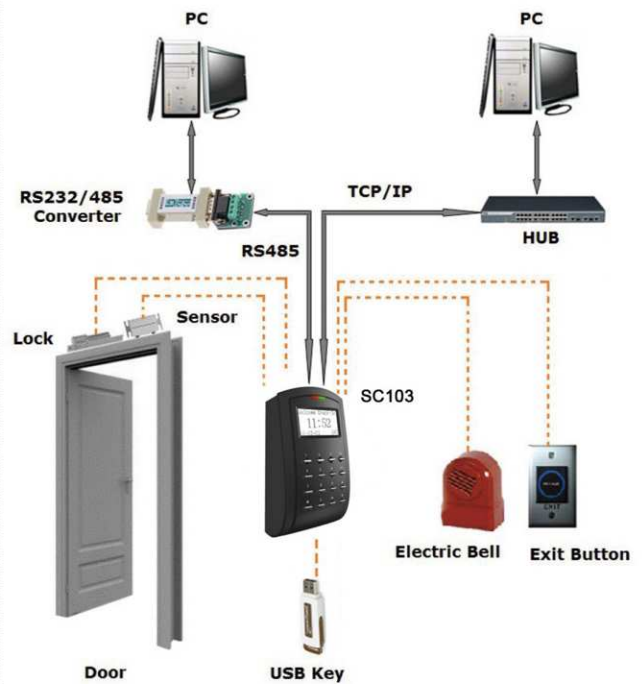 PC
PC
RS232/485
Converter
TCP/IP
HUB
RS485
Lock
Sensor
SC103
11:52
EXIT
Electric Bell
Exit Button
Door
USB Key